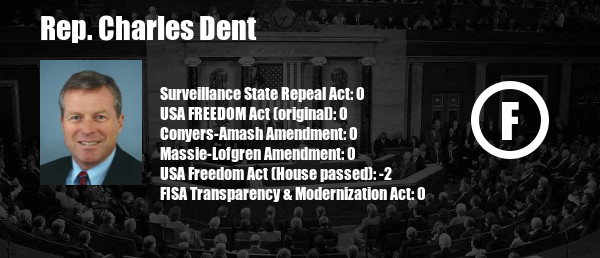 Rep. Charles Dent
Surveillance State Repeal Act: 0
USA FREEDOM Act (original): 0
Conyers-Amash Amendment: 0
Massie-Lofgren Amendment: 0
USA Freedom Act (House passed): -2
FISA Transparency & Modernization Act: 0
F